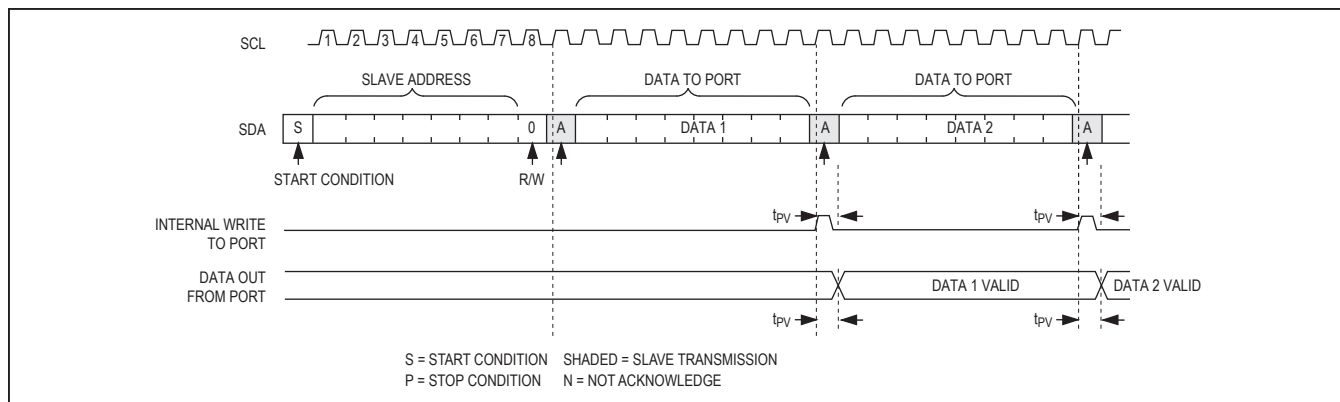 SCL 1 2 3 4 5 6 7 8
SLAVE ADDRESS DATA TO PORT DATA TO PORT
SDA S 0 A DATA 1 A DATA 2 A
START CONDITION R/W
tPV tPV
INTERNAL WRITE
TO PORT
DATA OUT
FROM PORT
DATA 1 VALID DATA 2 VALID
tPV tPV
S = START CONDITION SHADED = SLAVE TRANSMISSION
P = STOP CONDITION N = NOT ACKNOWLEDGE